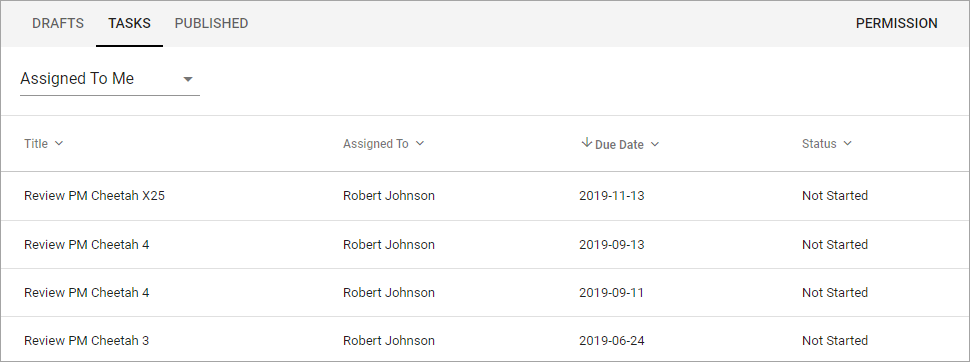 DRAFTS TASKS PUBLISHED PERMISSION
Assigned To Me
Title Assigned To Due Date Status
Review PM Cheetah X25 Robert Johnson 2019-11-13 Not Started
Review PM Cheetah 4 Robert Johnson 2019-09-13 Not Started
Review PM Cheetah 4 Robert Johnson 2019-09-11 Not Started
Review PM Cheetah 3 Robert Johnson 2019-06-24 Not Started